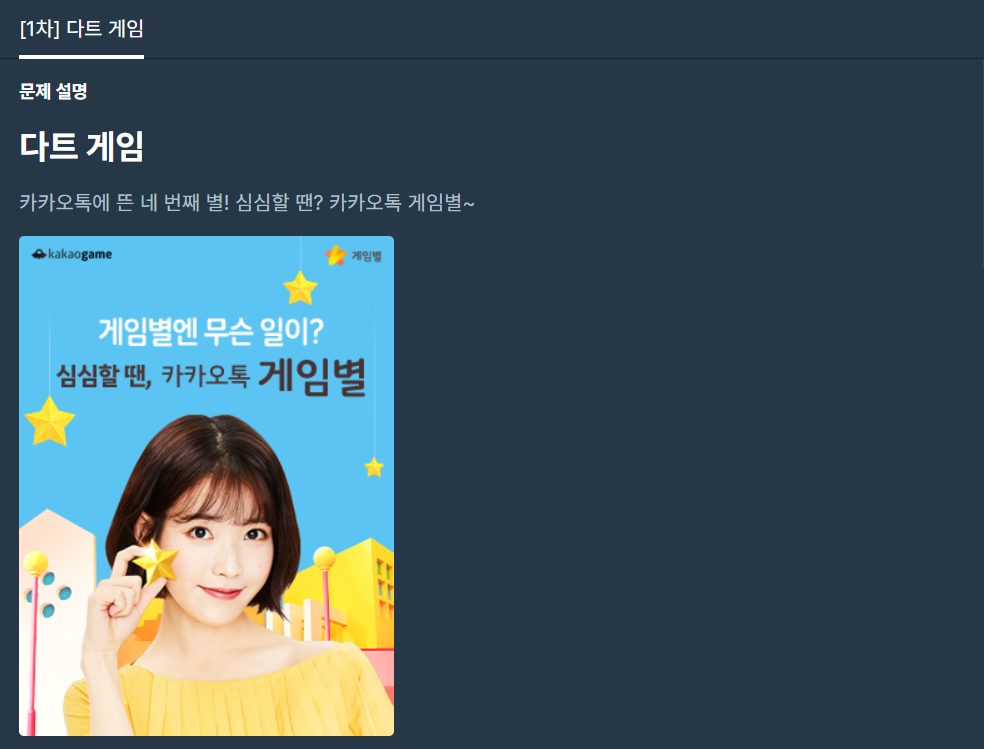 [1차] 다트 게임
문제 설명
다트 게임
카카오톡에 뜬 네 번째 별! 심심할 땐? 카카오톡 게임별~
kakaogame
게임별
게임별엔 무슨 일이?
심심할 땐, 카카오톡 게임별